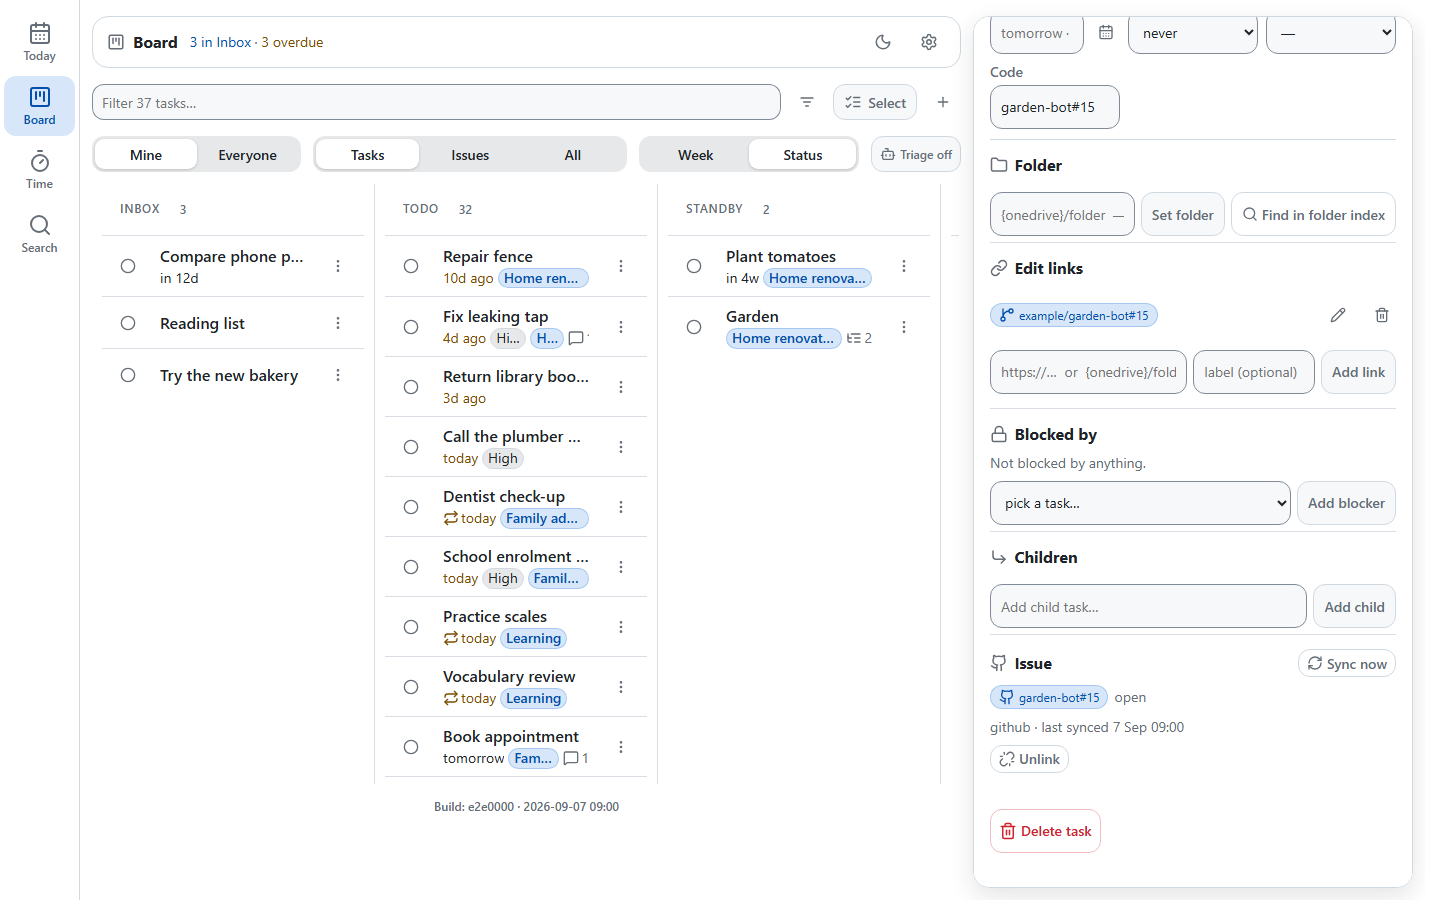 Today
Board
Time
Search
Board 3 in Inbox · 3 overdue
Filter 37 tasks...
Select
Mine Everyone
Tasks Issues All
Week Status
Triage off
INBOX 3
Compare phone p...
in 12d
Reading list
Try the new bakery
TODO 32
Repair fence
10d ago Home ren...
Fix leaking tap
4d ago Hi... H...
Return library boo...
3d ago
Call the plumber ...
today High
Dentist check-up
today Family ad...
School enrolment ...
today High Famil...
Practice scales
today Learning
Vocabulary review
today Learning
Book appointment
tomorrow Fam... 1
STANDBY 2
Plant tomatoes
in 4w Home renova...
Garden
Home renovat... 2
Build: e2e0000 · 2026-09-07 09:00
tomorrow ·
never
—
Code
garden-bot#15
Folder
{onedrive}/folder —
Set folder
Find in folder index
Edit links
example/garden-bot#15
https://... or {onedrive}/fold
label (optional)
Add link
Blocked by
Not blocked by anything.
pick a task...
Add blocker
Children
Add child task...
Add child
Issue
Sync now
garden-bot#15 open
github · last synced 7 Sep 09:00
Unlink
Delete task